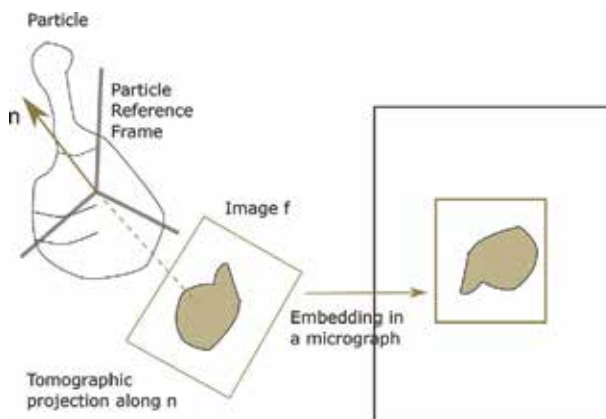 Particle
Particle
Reference
Frame
n
Image f
Embedding in
a micrograph
Tomographic
projection along n